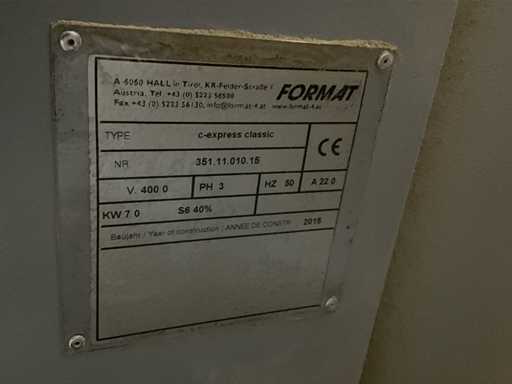 A-6060 HALL in Tirol, KR-Felder-Straße 1
Austria, Tel. +43 (0) 5223 56500
Fax +43 (0) 5223 56130, info@format-4.at www.format-4.at
FORMAT
TYPE c-express classic
NR. 351.11.010.15
CE
V. 400.0 PH 3 HZ 50 A 22.0
KW 7.0 S6 40%
Baujahr / Year of construction / ANNEE DE CONSTR. 2015